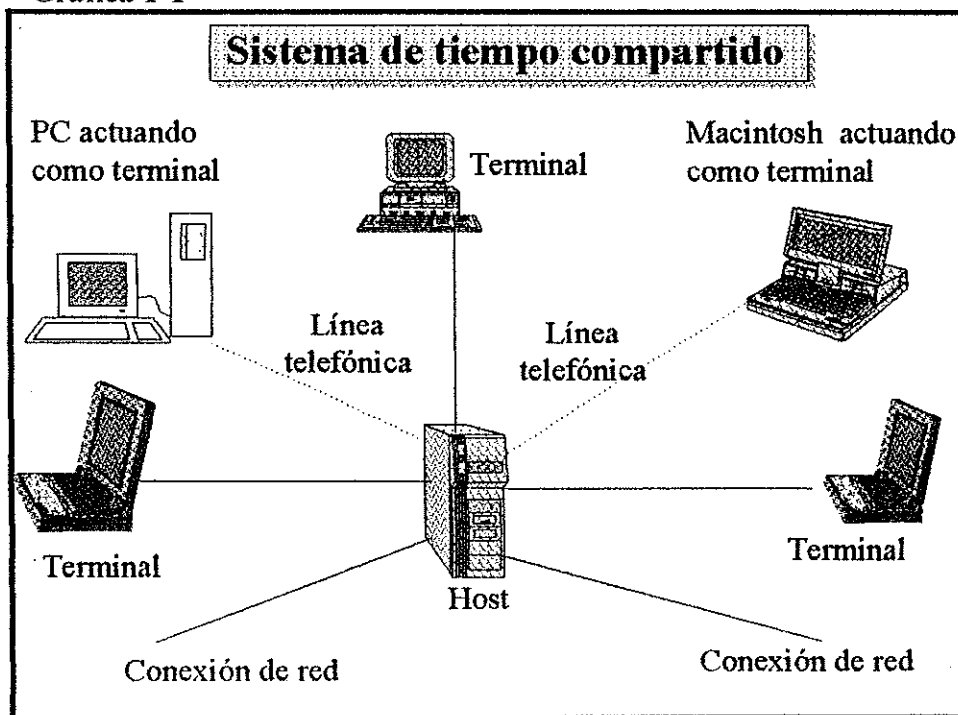 Sistema de tiempo compartido
PC actuando
como terminal
Terminal
Macintosh actuando
como terminal
Línea
telefónica
Línea
telefónica
Terminal
Host
Terminal
Conexión de red
Conexión de red